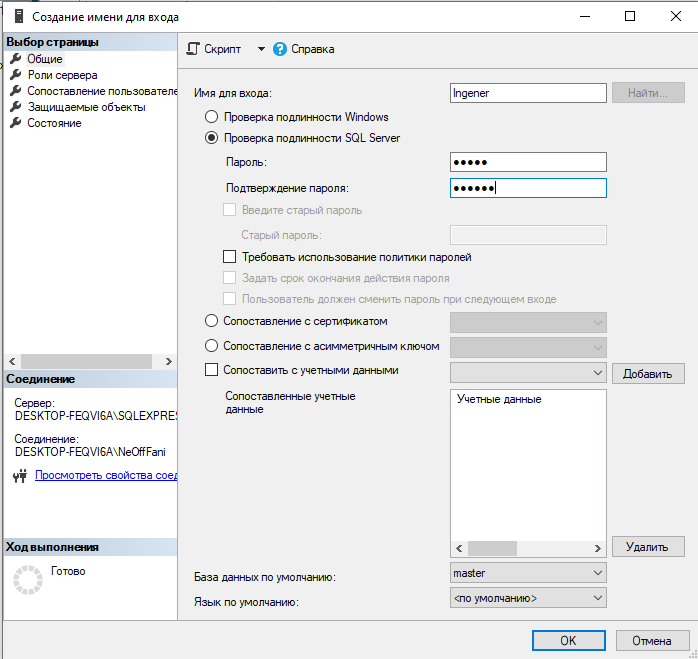 Создание имени для входа
Выбор страницы
Общие
Роли сервера
Сопоставление пользователе
Защищаемые объекты
Состояние
Скрипт
Справка
Имя для входа:
Ingener
Найти...
Проверка подлинности Windows
Проверка подлинности SQL Server
Пароль:
●●●●●
Подтверждение пароля:
●●●●●●
Введите старый пароль
Старый пароль:
Требовать использование политики паролей
Задать срок окончания действия пароля
Пользователь должен сменить пароль при следующем входе
Сопоставление с сертификатом
Сопоставление с асимметричным ключом
Сопоставить с учетными данными
Добавить
Сопоставленные учетные
данные
Учетные данные
Удалить
База данных по умолчанию:
master
Язык по умолчанию:
<по умолчанию>
Соединение
Сервер:
DESKTOP-FEQVI6A\SQLEXPRES
Соединение:
DESKTOP-FEQVI6A\NeOffFani
Просмотреть свойства соед
Ход выполнения
Готово
OK
Отмена